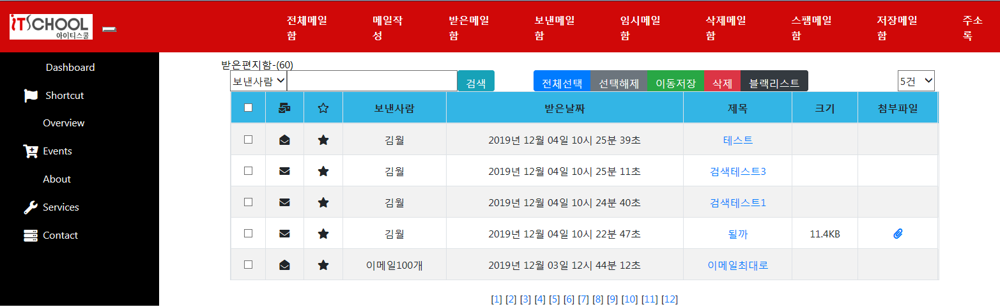 iTSCHOOL
아이티스쿨
전체메일
함
메일작
성
받은메일
함
보낸메일
함
임시메일
함
삭제메일
함
스팸메일
함
저장메일
함
주소
록
Dashboard
Shortcut
Overview
Events
About
Services
Contact
받은편지함-(60)
보낸사람 검색 전체선택 선택해제 이동저장 삭제 블랙리스트 5건
보낸사람 받은날짜 제목 크기 첨부파일
김월 2019년 12월 04일 10시 25분 39초 테스트
김월 2019년 12월 04일 10시 25분 11초 검색테스트3
김월 2019년 12월 04일 10시 24분 40초 검색테스트1
김월 2019년 12월 04일 10시 22분 47초 될까 11.4KB
이메일100개 2019년 12월 03일 12시 44분 12초 이메일최대로
[1] [2] [3] [4] [5] [6] [7] [8] [9] [10] [11] [12]